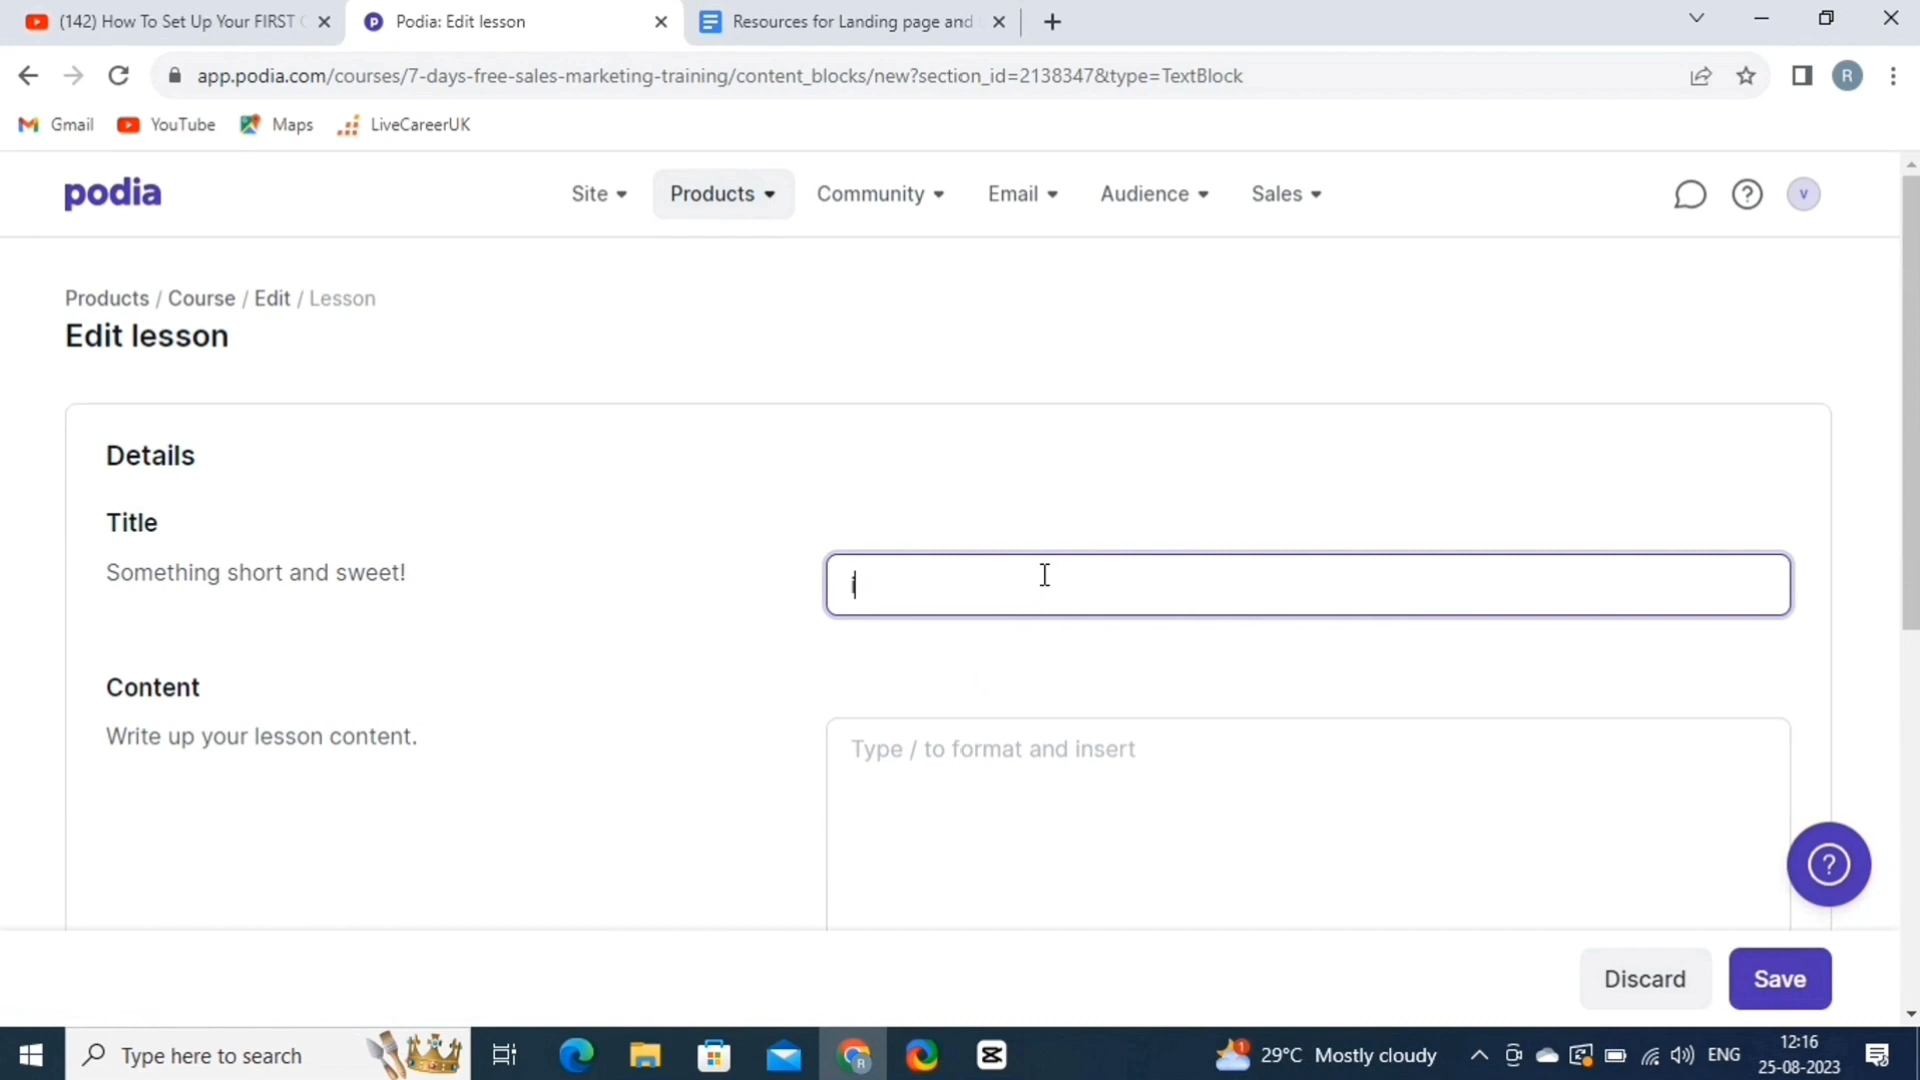 (142) How To Set Up Your FIRST
Podia: Edit lesson
Resources for Landing page and
app.podia.com/courses/7-days-free-sales-marketing-training/content_blocks/new?section_id=2138347&type=TextBlock
R
Gmail
YouTube
Maps
LiveCareerUK
podia
Site
Products
Community
Email
Audience
Sales
V
Products / Course / Edit / Lesson
Edit lesson
Details
Title
Something short and sweet!
i
Content
Write up your lesson content.
Type / to format and insert
Discard
Save
Type here to search
29°C Mostly cloudy
ENG
12:16
25-08-2023